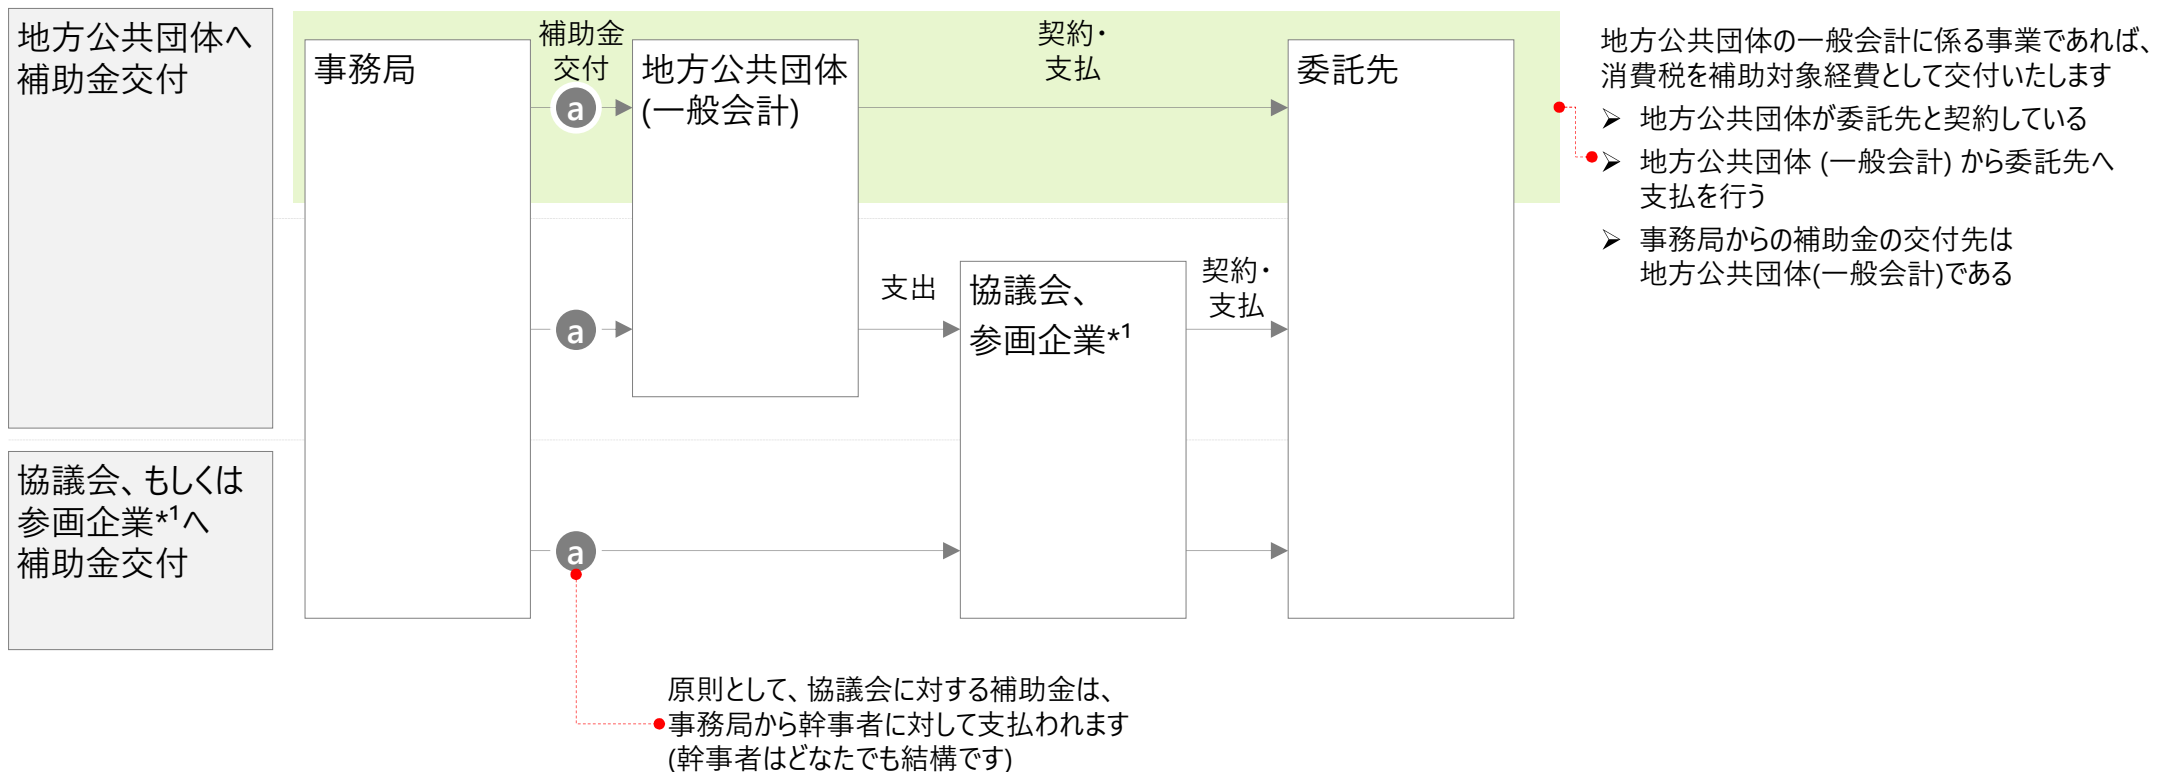 地方公共団体へ
補助金交付
事務局
補助金
交付
a
地方公共団体
(一般会計)
契約・
支払
委託先
地方公共団体の一般会計に係る事業であれば、
消費税を補助対象経費として交付いたします
➢ 地方公共団体が委託先と契約している
➢ 地方公共団体 (一般会計) から委託先へ
支払を行う
➢ 事務局からの補助金の交付先は
地方公共団体(一般会計)である
a
支出
協議会、
参画企業*¹
契約・
支払
協議会、もしくは
参画企業*¹へ
補助金交付
a
原則として、協議会に対する補助金は、
事務局から幹事者に対して支払われます
(幹事者はどなたでも結構です)